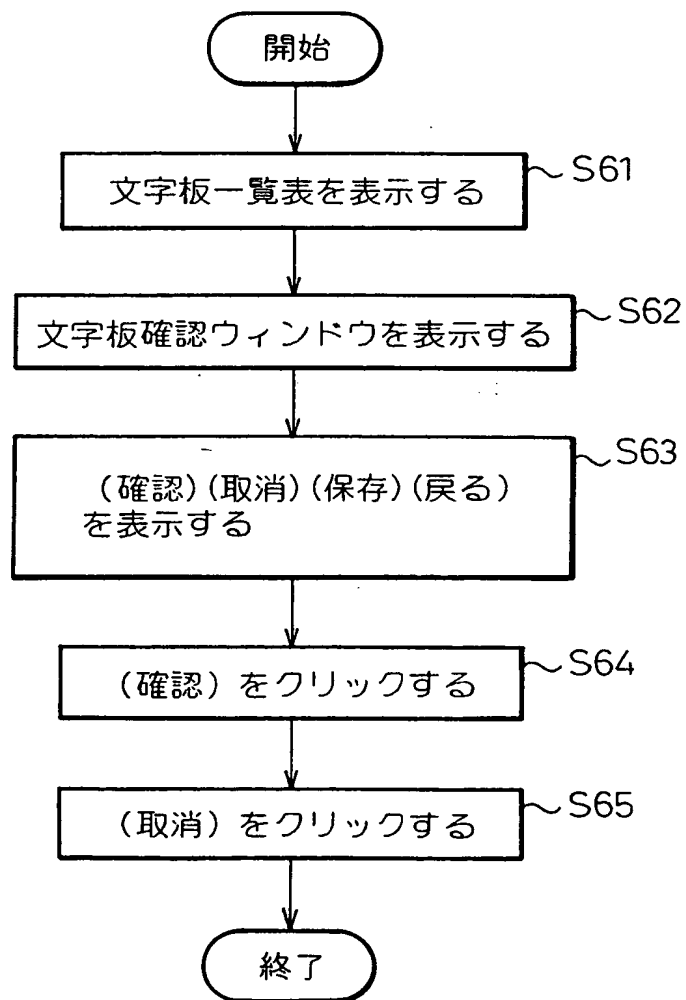 開始
文字板一覧表を表示する
S61
文字板確認ウィンドウを表示する
S62
(確認)(取消)(保存)(戻る)
を表示する
S63
(確認)をクリックする
S64
(取消)をクリックする
S65
終了